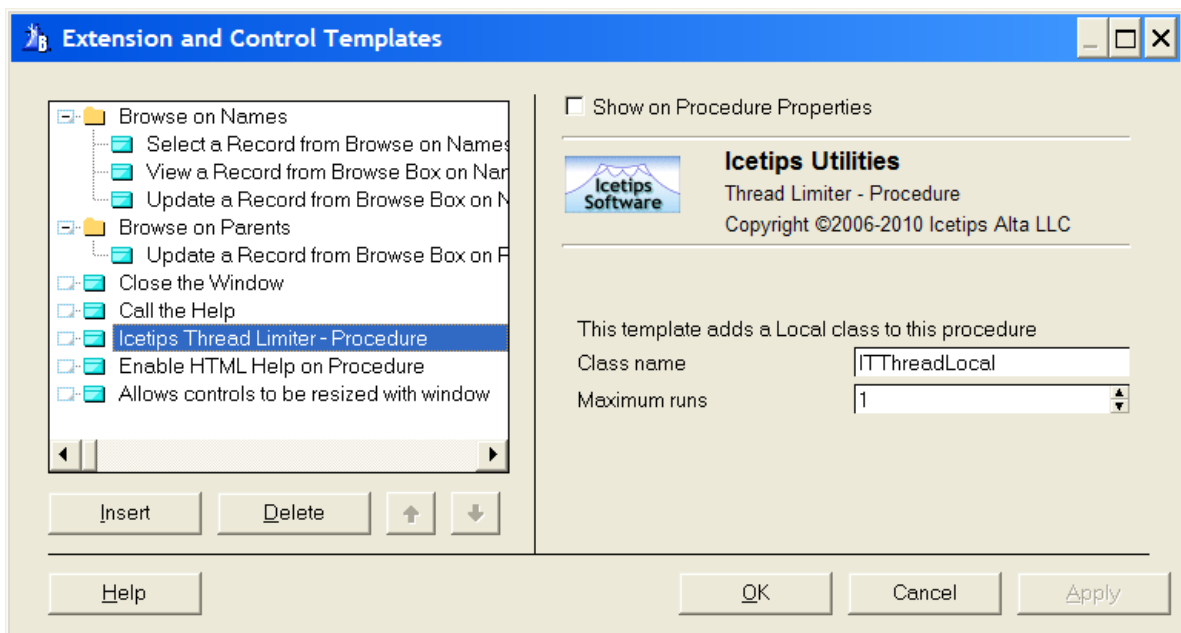 Extension and Control Templates
Browse on Names
Select a Record from Browse on Names
View a Record from Browse Box on Nar
Update a Record from Browse Box on N
Browse on Parents
Update a Record from Browse Box on P
Close the Window
Call the Help
Icetips Thread Limiter - Procedure
Enable HTML Help on Procedure
Allows controls to be resized with window
Insert
Delete
Show on Procedure Properties
Icetips
Software
Icetips Utilities
Thread Limiter - Procedure
Copyright ©2006-2010 Icetips Alta LLC
This template adds a Local class to this procedure
Class name ITThreadLocal
Maximum runs 1
Help
OK
Cancel
Apply